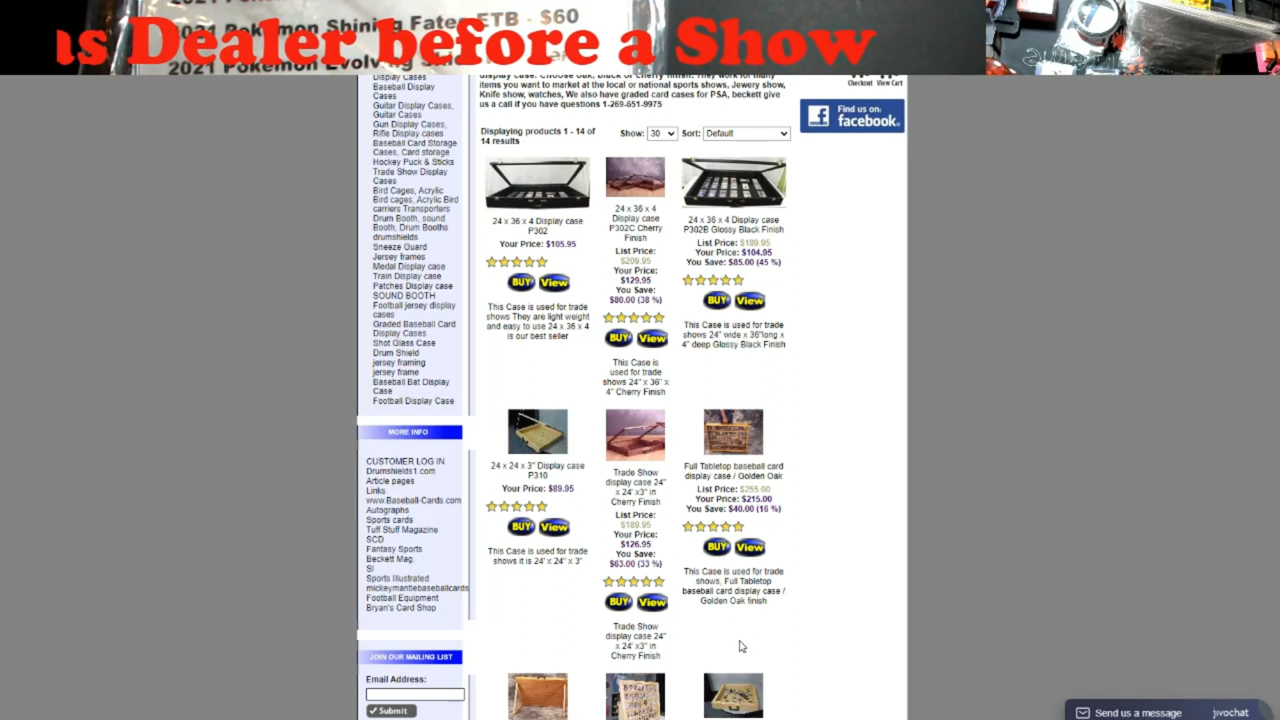 2021 Pokemon Shining Fates ETB - $60
as Dealer before a Show
2021 Pokemon Evolving
Display Cases
Baseball Display
Cases
Guitar Display Cases,
Guitar Cases
Gun Display Cases,
Rifle Display cases
Baseball Card Storage
Cases, Card storage
Hockey Puck & Sticks
Trade Show Display
Cases
Bird Cages, Acrylic
Bird cages, Acrylic Bird
carriers Transporters
Drum Booth, sound
Booth, Drum Booths
drumshields
Sneeze Guard
Jersey frames
Medal Display case
Train Display case
Patches Display case
SOUND BOOTH
Football jersey display
cases
Graded Baseball Card
Display Cases
Shot Glass Case
Drum Shield
jersey framing
jersey frame
Baseball Bat Display
Case
Football Display Case
MORE INFO
CUSTOMER LOG IN
Drumshields1.com
Article pages
Links
www.Baseball-Cards.com
Autographs
Sports cards
Tuff Stuff Magazine
SCD
Fantasy Sports
Beckett Mag.
SI
Sports Illustrated
mickeymantlebaseballcards
Football Equipment
Bryan's Card Shop
JOIN OUR MAILING LIST
Email Address:
Submit
display case. Choose Oak, black or cherry finish. They work for many
items you want to market at the local or national sports shows, Jewery show,
Knife show, watches, We also have graded card cases for PSA, beckett give
us a call if you have questions 1-269-651-9975
Checkout View Cart
Find us on:
facebook.
Displaying products 1 - 14 of
14 results
Show: 30 Sort: Default
24 x 36 x 4 Display case
P302
Your Price: $105.95
BUY View
This Case is used for trade
shows They are light weight
and easy to use 24 x 36 x 4
is our best seller
24 x 36 x 4
Display case
P302C Cherry
Finish
List Price:
$209.95
Your Price:
$129.95
You Save:
$80.00 (38 %)
BUY View
This Case is
used for trade
shows 24" x 36" x
4" Cherry Finish
24 x 36 x 4 Display case
P302B Glossy Black Finish
List Price: $189.95
Your Price: $104.95
You Save: $85.00 (45 %)
BUY View
This Case is used for trade
shows 24" wide x 36"long x
4" deep Glossy Black Finish
24 x 24 x 3" Display case
P310
Your Price: $89.95
BUY View
This Case is used for trade
shows it is 24' x 24" x 3"
Trade Show
display case 24"
x 24' x3" in
Cherry Finish
List Price:
$189.95
Your Price:
$126.95
You Save:
$63.00 (33 %)
BUY View
Trade Show
display case 24"
x 24' x3" in
Cherry Finish
Full Tabletop baseball card
display case / Golden Oak
List Price: $255.00
Your Price: $215.00
You Save: $40.00 (16 %)
BUY View
This Case is used for trade
shows, Full Tabletop
baseball card display case /
Golden Oak finish
Send us a message jivochat